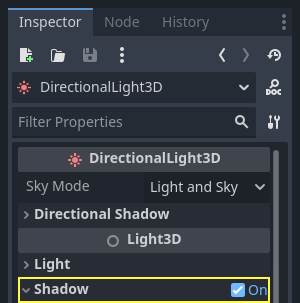 Inspector Node History
DirectionalLight3D
DOC
Filter Properties
DirectionalLight3D
Sky Mode Light and Sky
Directional Shadow
Light3D
Light
Shadow On